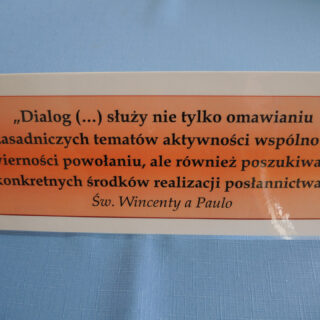 „Dialog (...) służy nie tylko omawianiu
zasadniczych tematów aktywności wspólno
wierności powołaniu, ale również poszukiwa
konkretnych środków realizacji posłannictwa
Św. Wincenty a Paulo